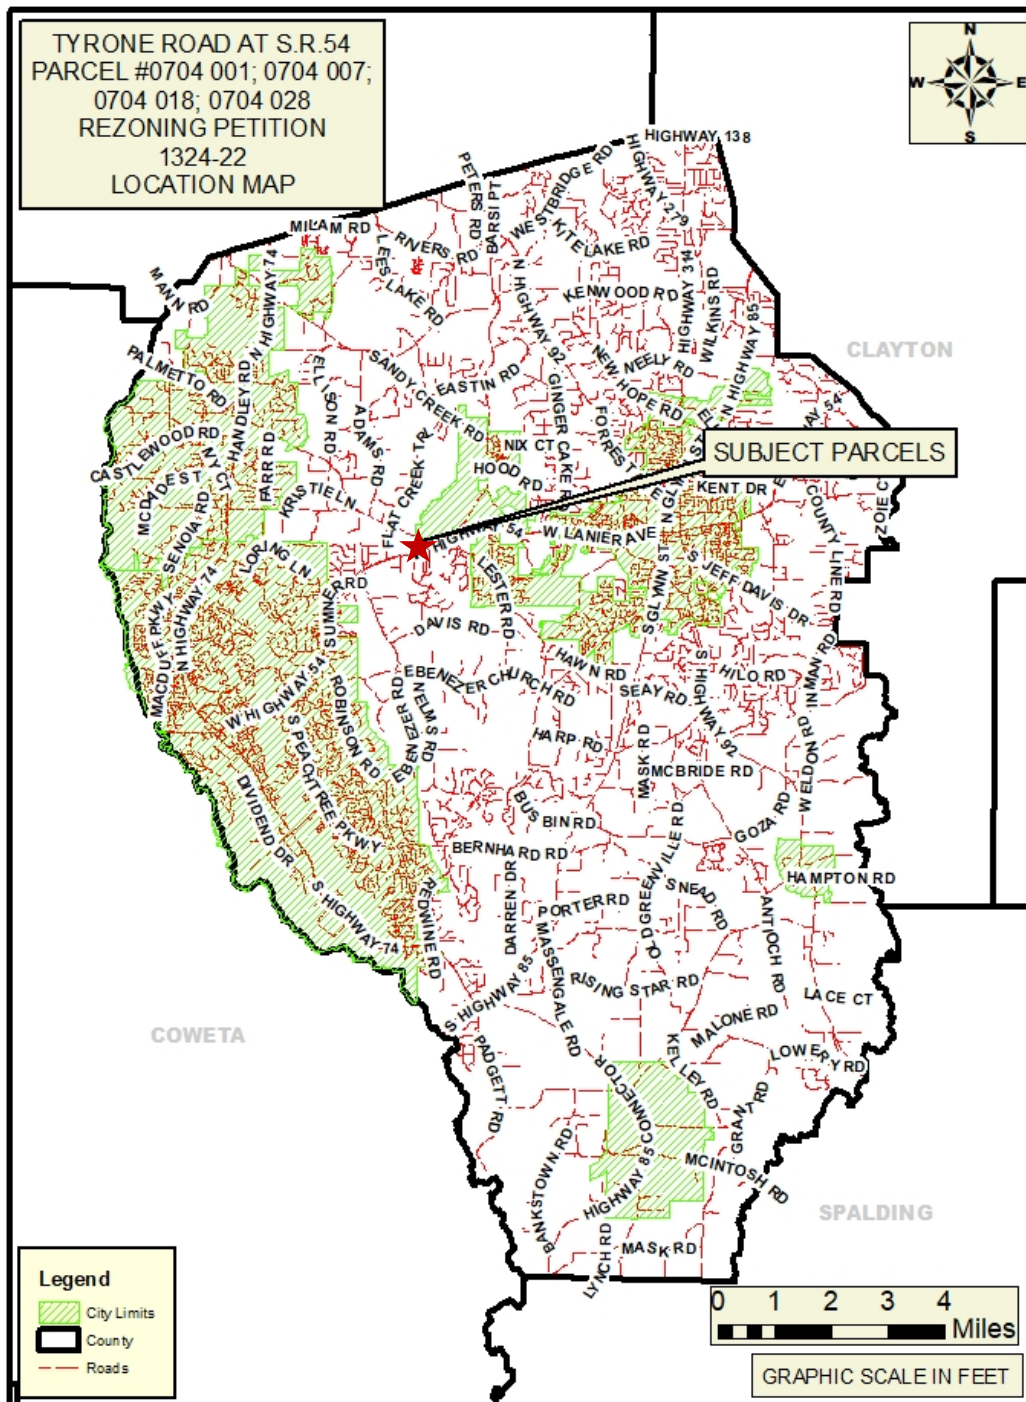 TYRONE ROAD AT S.R.54
PARCEL #0704 001; 0704 007;
0704 018; 0704 028
REZONING PETITION
1324-22
LOCATION MAP
N
W
E
S
HIGHWAY 138
PETERS RD
BARSI PT
WESTBRIDGE RD
HIGHWAY 279
MILAM RD
RIVERS RD
KITE LAKE RD
LEES LAKE RD
MANN RD
N HIGHWAY 74
N HIGHWAY 92
KENWOOD RD
HIGHWAY 314
WILKINS RD
N HIGHWAY 85
CLAYTON
PALMETTO RD
HANDLEY RD
ELLISON RD
SANDY CREEK RD
EASTIN RD
NEELY RD
NEW HOPE RD
ADAMS RD
GINGER CAKE RD
FORREST
CASTLEWOOD RD
NY CT
FARR RD
FLAT CREEK TRL
NIX CT
HOOD RD
SUBJECT PARCELS
MCDADE ST
SENOIA RD
KRISTIE LN
KENT DR
COUNTY LINE RD
ZOIE CT
HIGHWAY 54
W LANIER AVE
LORING LN
LESTER RD
S JEFF DAVIS DR
N HIGHWAY 74
MACDUFF PKWY
SUMNER RD
DAVIS RD
S GLYNN ST
HAWN RD
S HIGHWAY 92
HILO RD
INMAN RD
EBENEZER CHURCH RD
SEAY RD
W HIGHWAY 54
ROBINSON RD
EBENEZER RD
NELMS RD
HARP RD
MASK RD
MCBRIDE RD
WELDON RD
S PEACHTREE PKWY
DIVIDEND DR
BUSBIN RD
GOZA RD
BERNHARD RD
OLD GREENVILLE RD
HAMPTON RD
S HIGHWAY 74
REDWINE RD
DARREN DR
PORTER RD
SNEAD RD
ANTIOCH RD
MASSENGALE RD
RISING STAR RD
LACE CT
S HIGHWAY 85
MALONE RD
COWETA
PADGETT RD
KELLEY RD
LOWERY RD
HIGHWAY 85 CONNECTOR
GRANT RD
BANKSTOWN RD
MCINTOSH RD
SPALDING
LYNCH RD
MASK RD
Legend
City Limits
County
Roads
0 1 2 3 4
Miles
GRAPHIC SCALE IN FEET